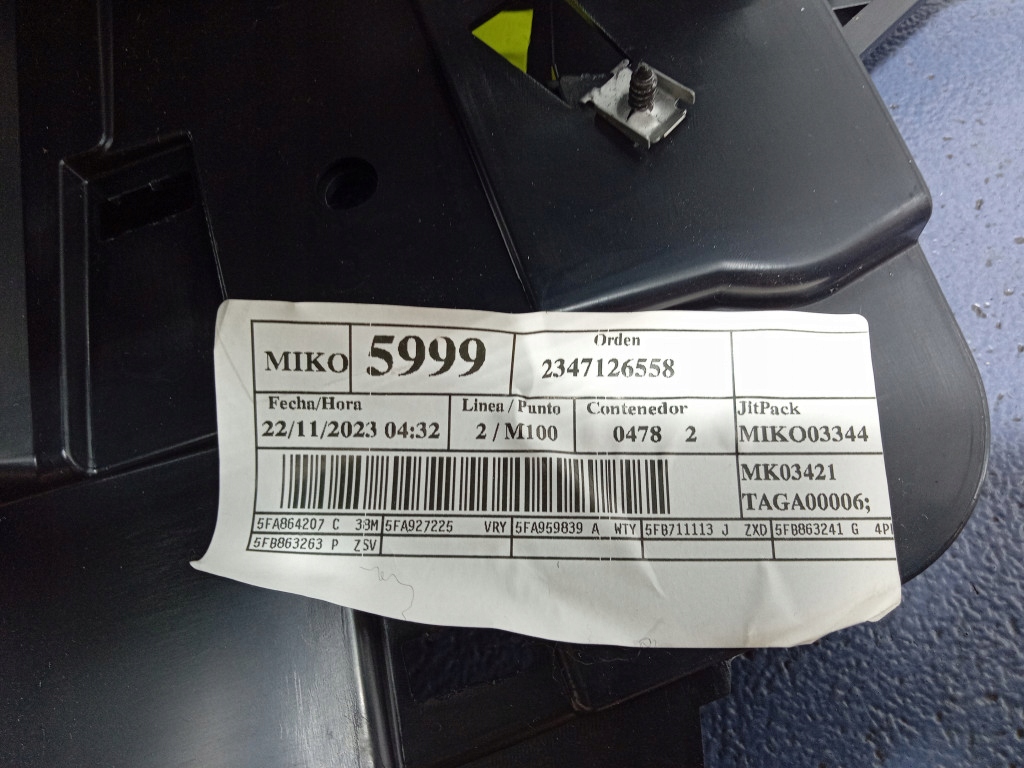 MIKO 5999 Orden
2347126558
Fecha/Hora Linea / Punto Contenedor JitPack
22/11/2023 04:32 2 / M100 0478 2 MIKO03344
MK03421
TAGA00006;
5FA864207 C 38M 5FA927225 VRY 5FA959839 A WTY 5FB711113 J ZXD 5FB863241 G
5FB863263 P ZSV